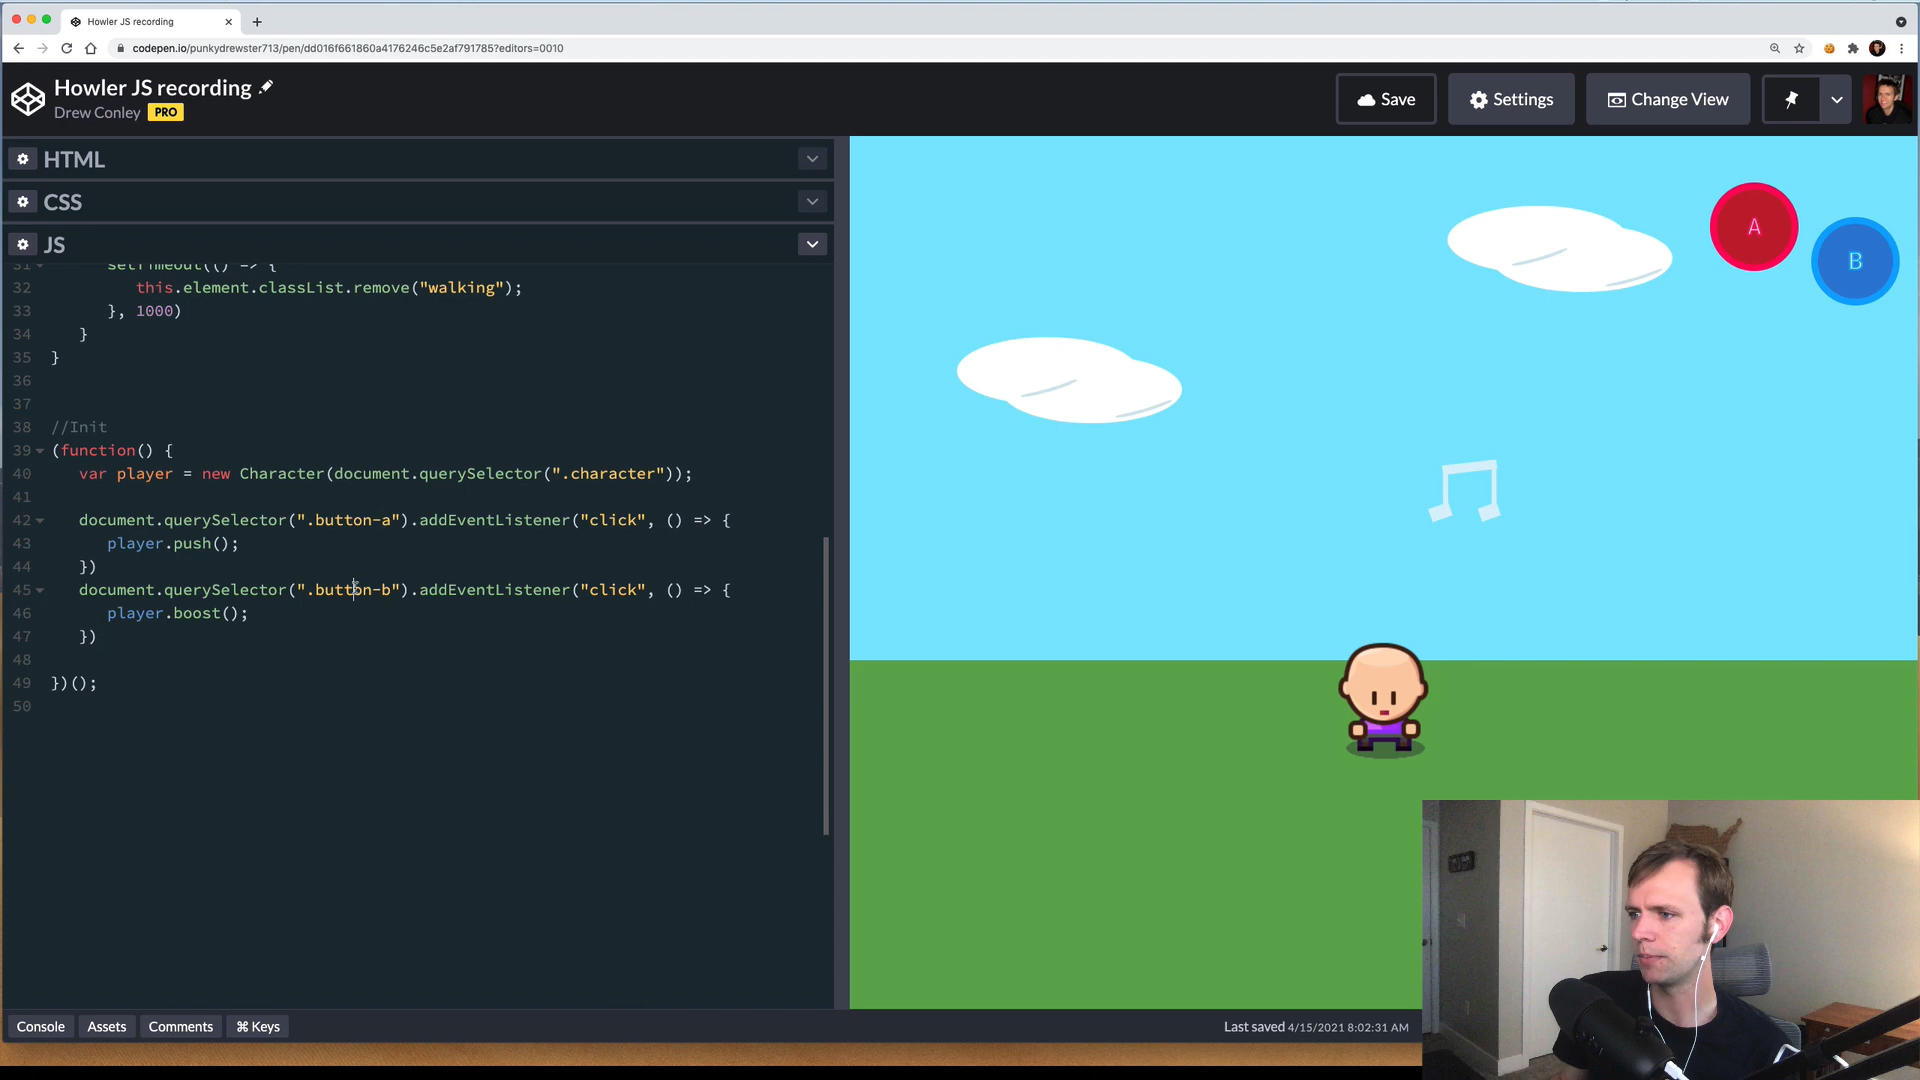 Howler JS recording
codepen.io/punkydrewster713/pen/dd016f661860a4176246c5e2af791785?editors=0010
Howler JS recording
Drew Conley PRO
Save
Settings
Change View
HTML
CSS
JS
31 setTimeout(() => {
32 this.element.classList.remove("walking");
33 }, 1000)
34 }
35 }
36
37
38 //Init
39 (function() {
40 var player = new Character(document.querySelector(".character"));
41
42 document.querySelector(".button-a").addEventListener("click", () => {
43 player.push();
44 })
45 document.querySelector(".button-b").addEventListener("click", () => {
46 player.boost();
47 })
48
49 })();
50
A
B
Console
Assets
Comments
⌘ Keys
Last saved 4/15/2021 8:02:31 AM